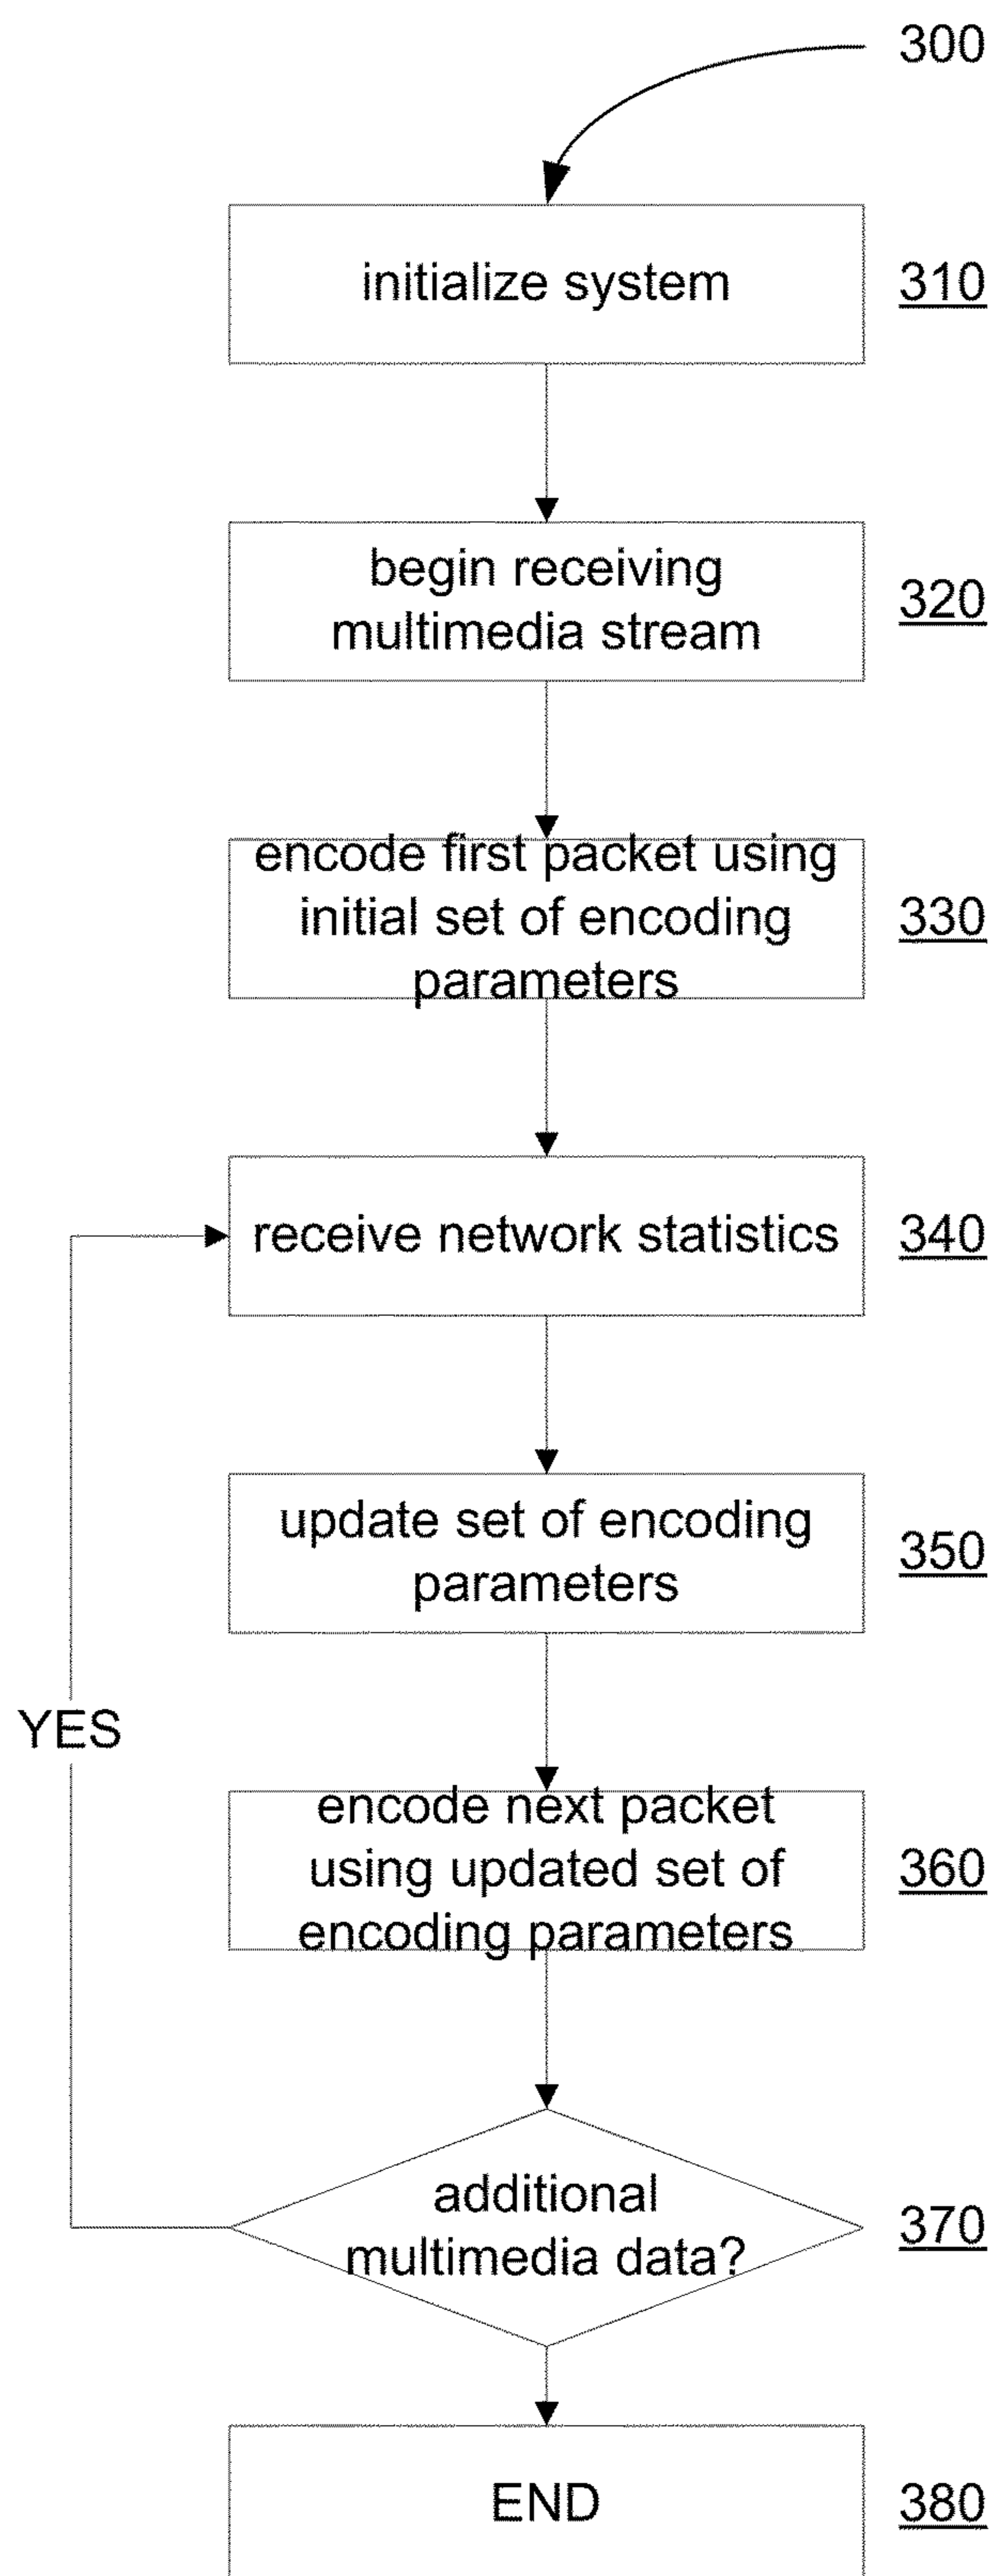 300
initialize system
310
begin receiving
multimedia stream
320
encode first packet using
initial set of encoding
parameters
330
receive network statistics
340
update set of encoding
parameters
350
YES
encode next packet
using updated set of
encoding parameters
360
additional
multimedia data?
370
END
380